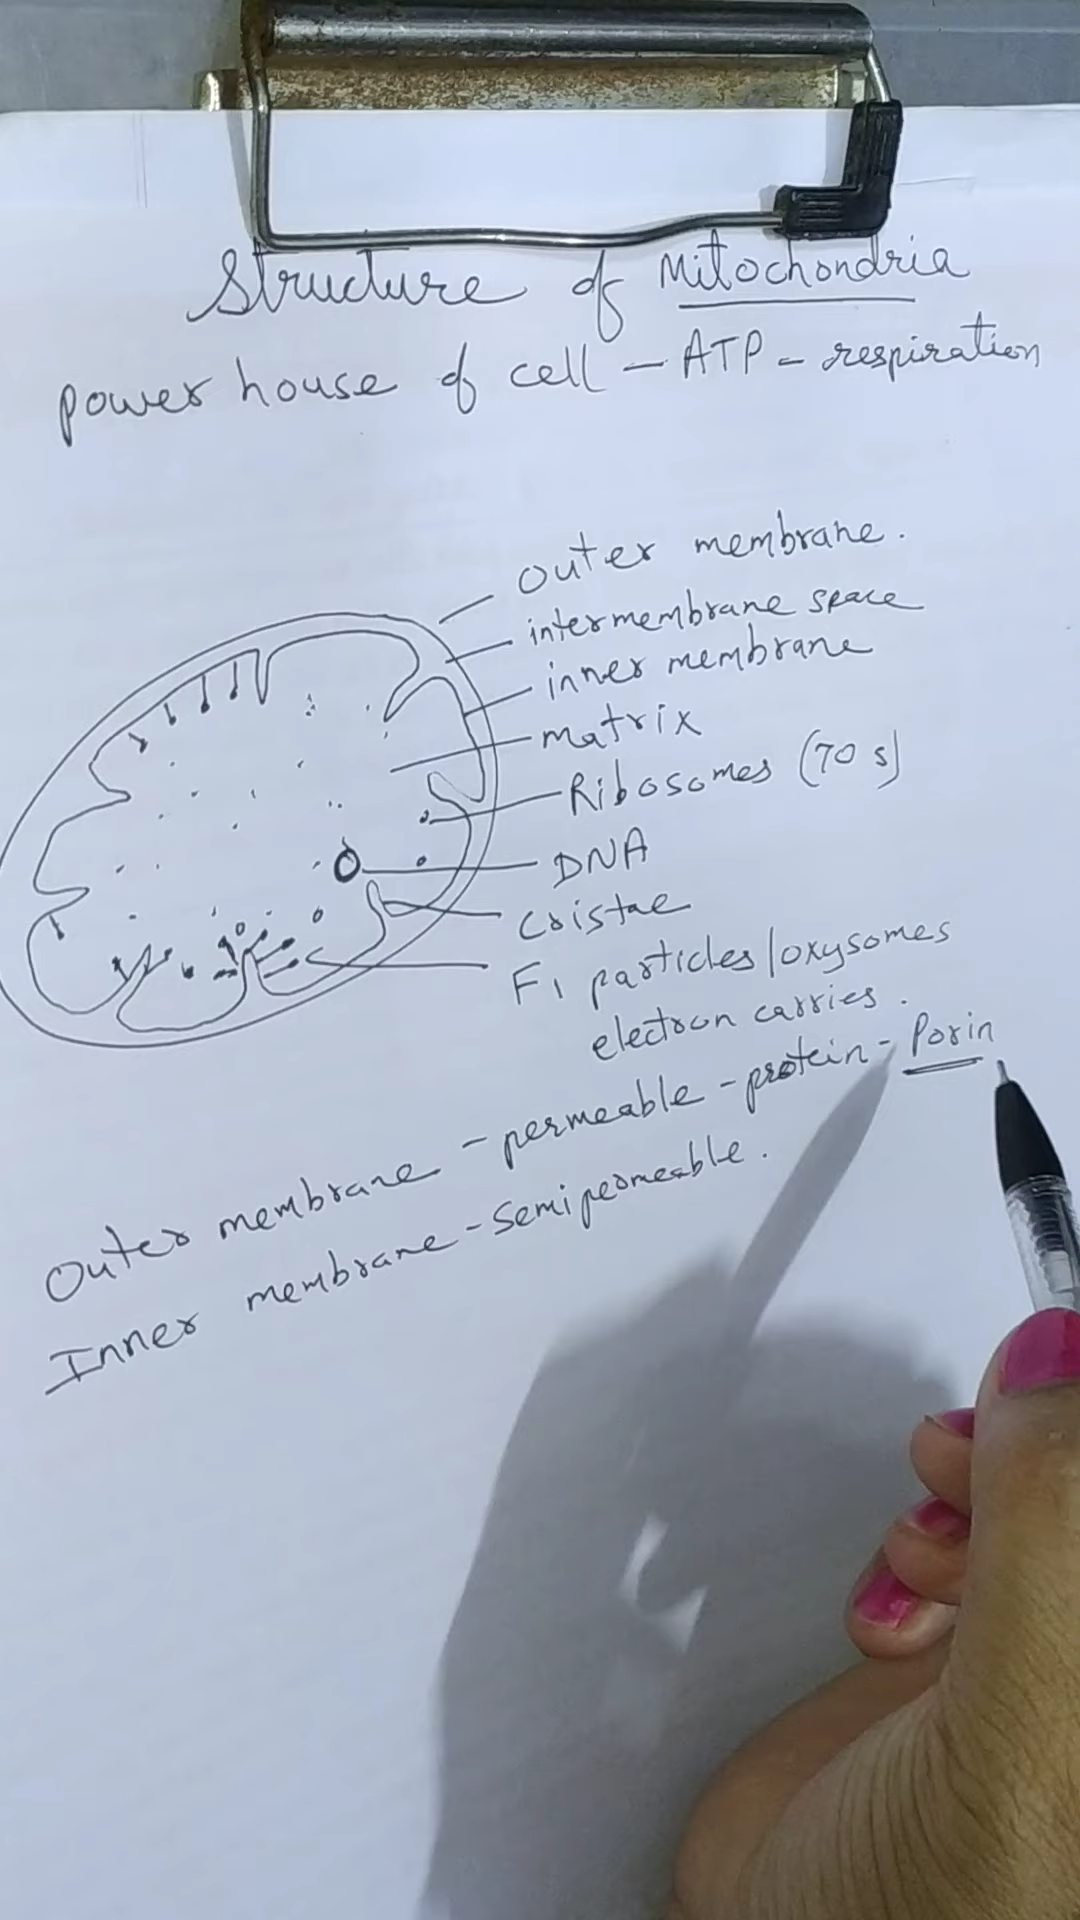 Structure of Mitochondria
power house of cell – ATP – respiration
outer membrane.
intermembrane space
inner membrane
matrix
Ribosomes (70 s)
DNA
Cristae
F1 particles/oxysomes
electron carries.
Outer membrane – permeable – protein – Porin
Inner membrane – Semipermeable.